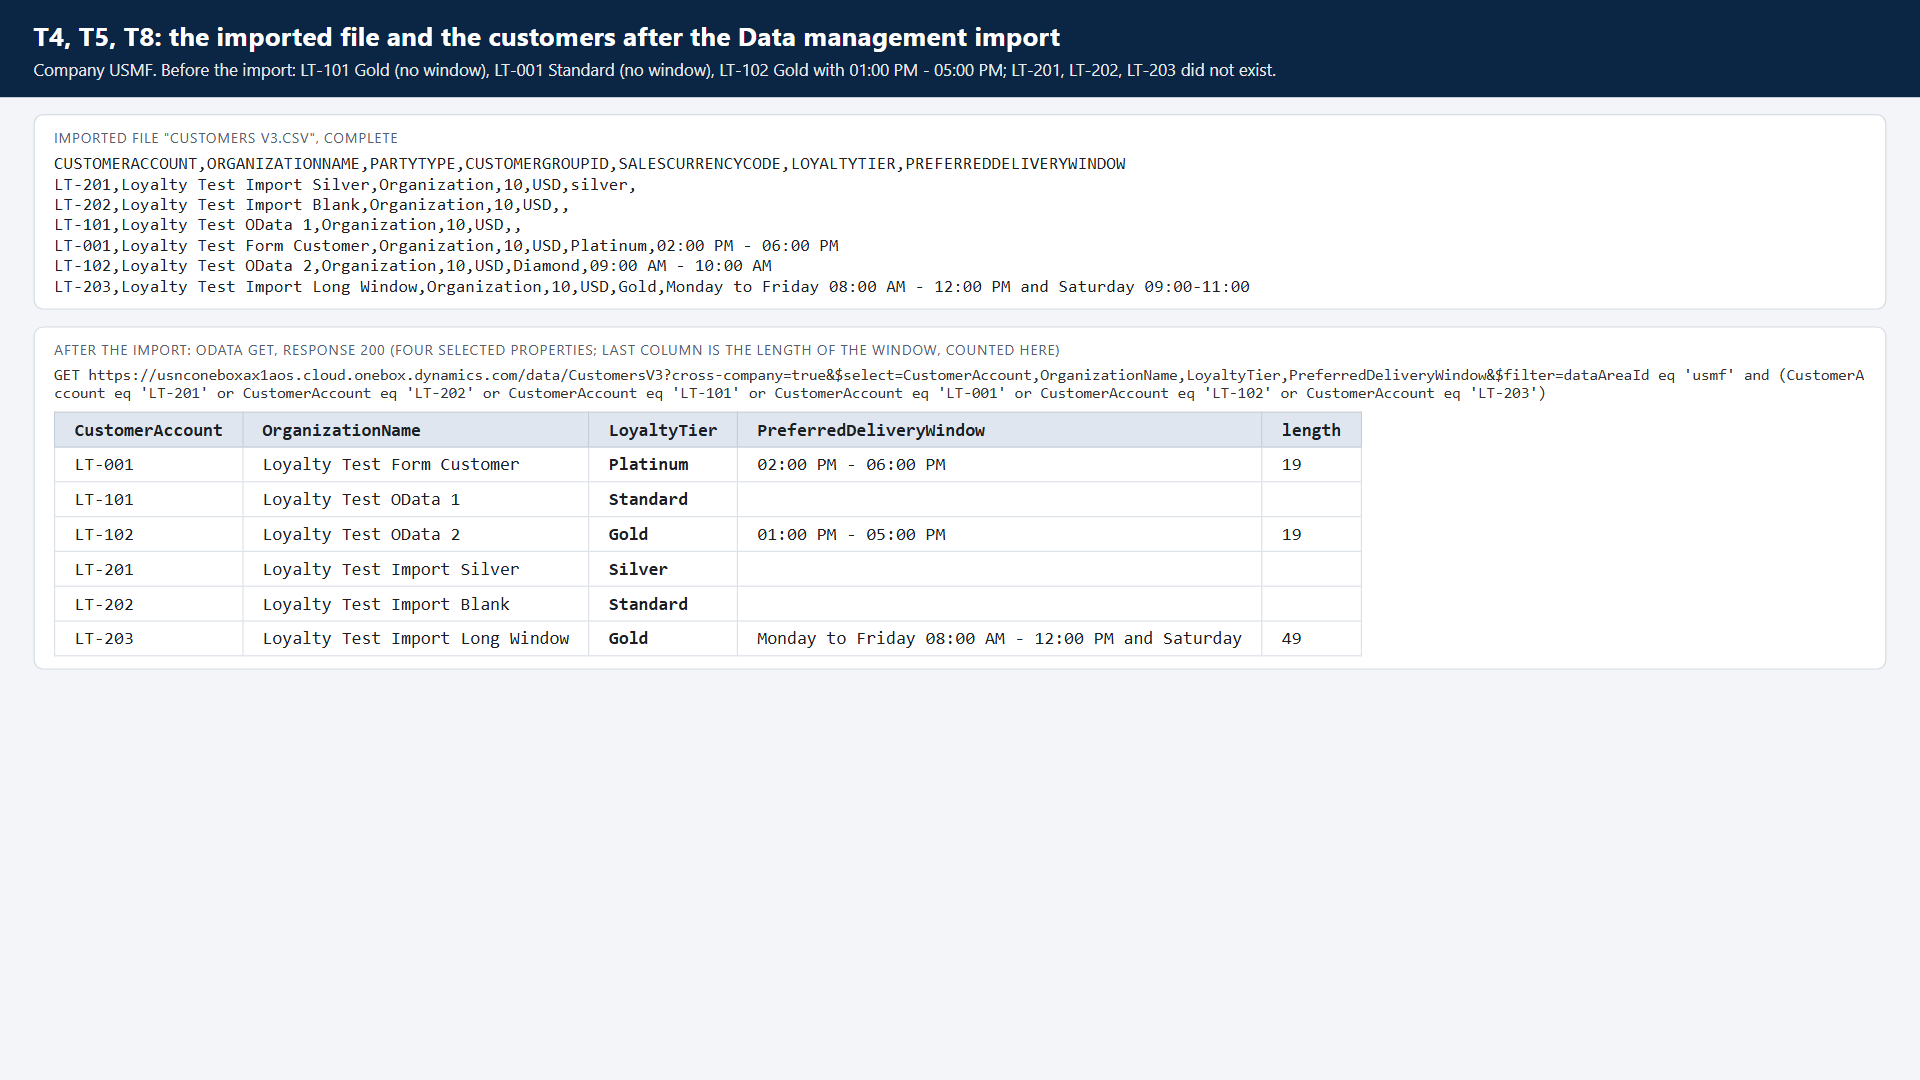 T4, T5, T8: the imported file and the customers after the Data management import
Company USMF. Before the import: LT-101 Gold (no window), LT-001 Standard (no window), LT-102 Gold with 01:00 PM - 05:00 PM; LT-201, LT-202, LT-203 did not exist.
IMPORTED FILE "CUSTOMERS V3.CSV", COMPLETE
CUSTOMERACCOUNT,ORGANIZATIONNAME,PARTYTYPE,CUSTOMERGROUPID,SALESCURRENCYCODE,LOYALTYTIER,PREFERREDDELIVERYWINDOW
LT-201,Loyalty Test Import Silver,Organization,10,USD,silver,
LT-202,Loyalty Test Import Blank,Organization,10,USD,,
LT-101,Loyalty Test OData 1,Organization,10,USD,,
LT-001,Loyalty Test Form Customer,Organization,10,USD,Platinum,02:00 PM - 06:00 PM
LT-102,Loyalty Test OData 2,Organization,10,USD,Diamond,09:00 AM - 10:00 AM
LT-203,Loyalty Test Import Long Window,Organization,10,USD,Gold,Monday to Friday 08:00 AM - 12:00 PM and Saturday 09:00-11:00
AFTER THE IMPORT: ODATA GET, RESPONSE 200 (FOUR SELECTED PROPERTIES; LAST COLUMN IS THE LENGTH OF THE WINDOW, COUNTED HERE)
GET https://usnconeboxax1aos.cloud.onebox.dynamics.com/data/CustomersV3?cross-company=true&$select=CustomerAccount,OrganizationName,LoyaltyTier,PreferredDeliveryWindow&$filter=dataAreaId eq 'usmf' and (CustomerA
ccount eq 'LT-201' or CustomerAccount eq 'LT-202' or CustomerAccount eq 'LT-101' or CustomerAccount eq 'LT-001' or CustomerAccount eq 'LT-102' or CustomerAccount eq 'LT-203')
CustomerAccount OrganizationName LoyaltyTier PreferredDeliveryWindow length
LT-001 Loyalty Test Form Customer Platinum 02:00 PM - 06:00 PM 19
LT-101 Loyalty Test OData 1 Standard
LT-102 Loyalty Test OData 2 Gold 01:00 PM - 05:00 PM 19
LT-201 Loyalty Test Import Silver Silver
LT-202 Loyalty Test Import Blank Standard
LT-203 Loyalty Test Import Long Window Gold Monday to Friday 08:00 AM - 12:00 PM and Saturday 49